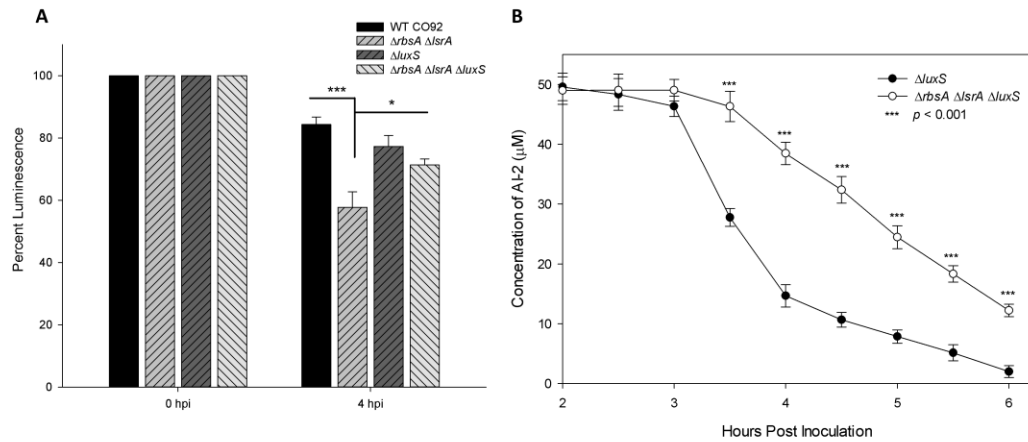 A
WT CO92
ΔrbsA ΔlsrA
ΔluxS
ΔrbsA ΔlsrA ΔluxS
Percent Luminescence
100
80
60
40
20
0
***
*
0 hpi
4 hpi
B
ΔluxS
ΔrbsA ΔlsrA ΔluxS
*** p < 0.001
Concentration of AI-2 (μM)
50
40
30
20
10
0
***
***
***
***
***
***
2
3
4
5
6
Hours Post Inoculation